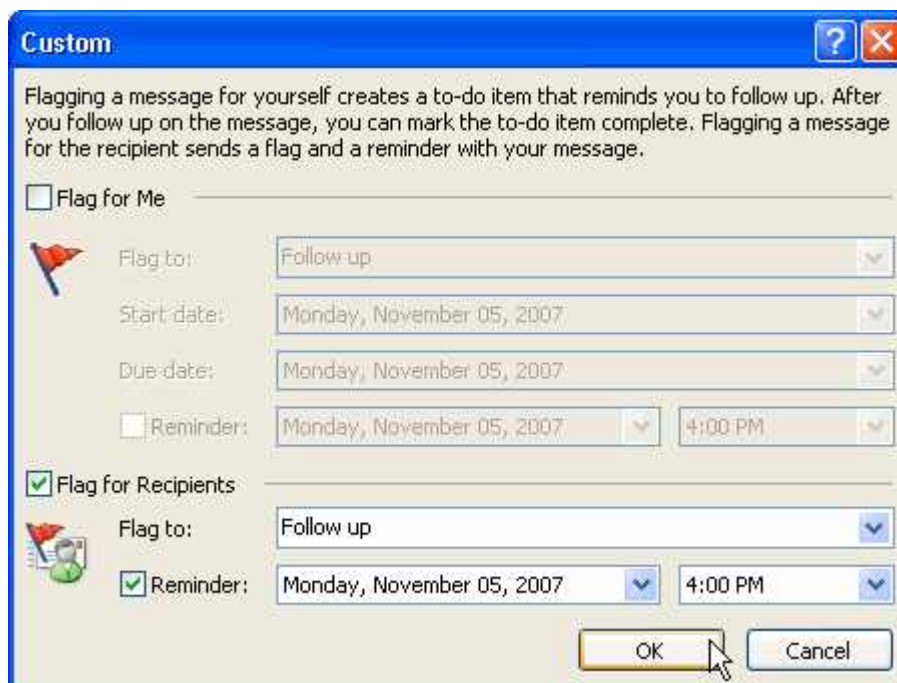 Custom
Flagging a message for yourself creates a to-do item that reminds you to follow up. After
you follow up on the message, you can mark the to-do item complete. Flagging a message
for the recipient sends a flag and a reminder with your message.
Flag for Me
Flag to: Follow up
Start date: Monday, November 05, 2007
Due date: Monday, November 05, 2007
Reminder: Monday, November 05, 2007 4:00 PM
Flag for Recipients
Flag to: Follow up
Reminder: Monday, November 05, 2007 4:00 PM
OK Cancel